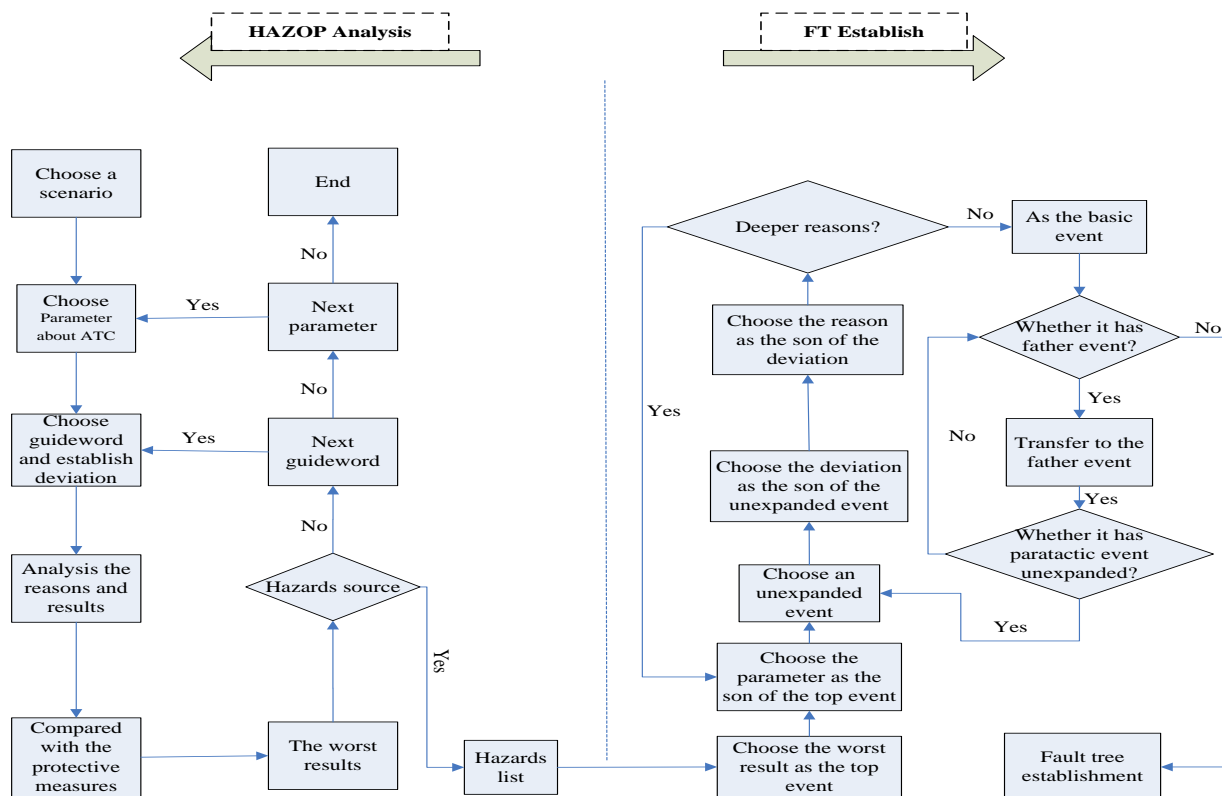 HAZOP Analysis
FT Establish
Choose a
scenario
End
No
Choose
Parameter
about ATC
Yes
Next
parameter
No
Choose
guideword
and establish
deviation
Yes
Next
guideword
No
Analysis the
reasons and
results
Hazards source
Yes
Compared
with the
protective
measures
The worst
results
Hazards
list
Deeper reasons?
No
As the basic
event
Yes
Choose the reason
as the son of the
deviation
Whether it has
father event?
No
Yes
Transfer to the
father event
No
Yes
Choose the deviation
as the son of the
unexpanded event
Whether it has
paratactic event
unexpanded?
Yes
Choose an
unexpanded
event
Choose the
parameter as the
son of the top event
Choose the worst
result as the top
event
Fault tree
establishment